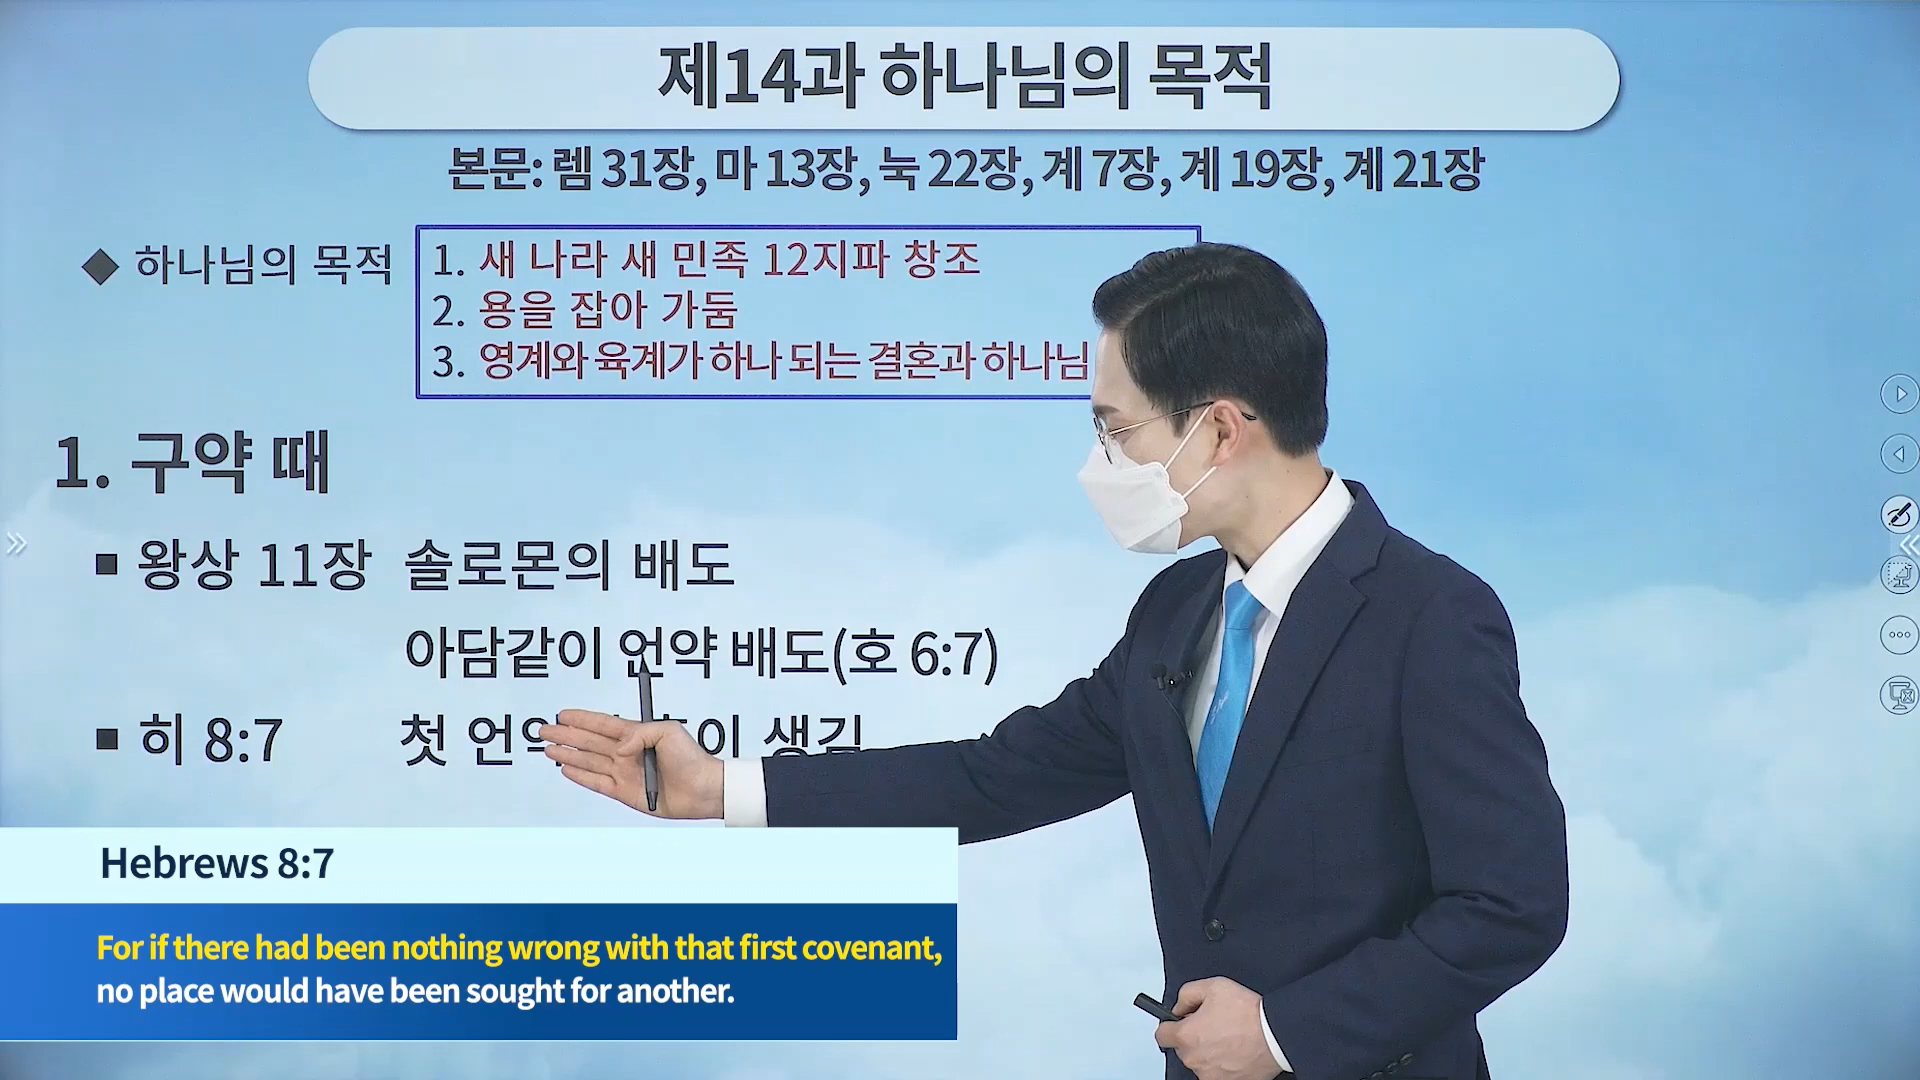 제14과 하나님의 목적
본문: 렘 31장, 마 13장, 눅 22장, 계 7장, 계 19장, 계 21장
◆ 하나님의 목적
1. 새 나라 새 민족 12지파 창조
2. 용을 잡아 가둠
3. 영계와 육계가 하나 되는 결혼과 하나님
1. 구약 때
▪ 왕상 11장 솔로몬의 배도
아담같이 언약 배도(호 6:7)
▪ 히 8:7 첫 생김
Hebrews 8:7
For if there had been nothing wrong with that first covenant,
no place would have been sought for another.